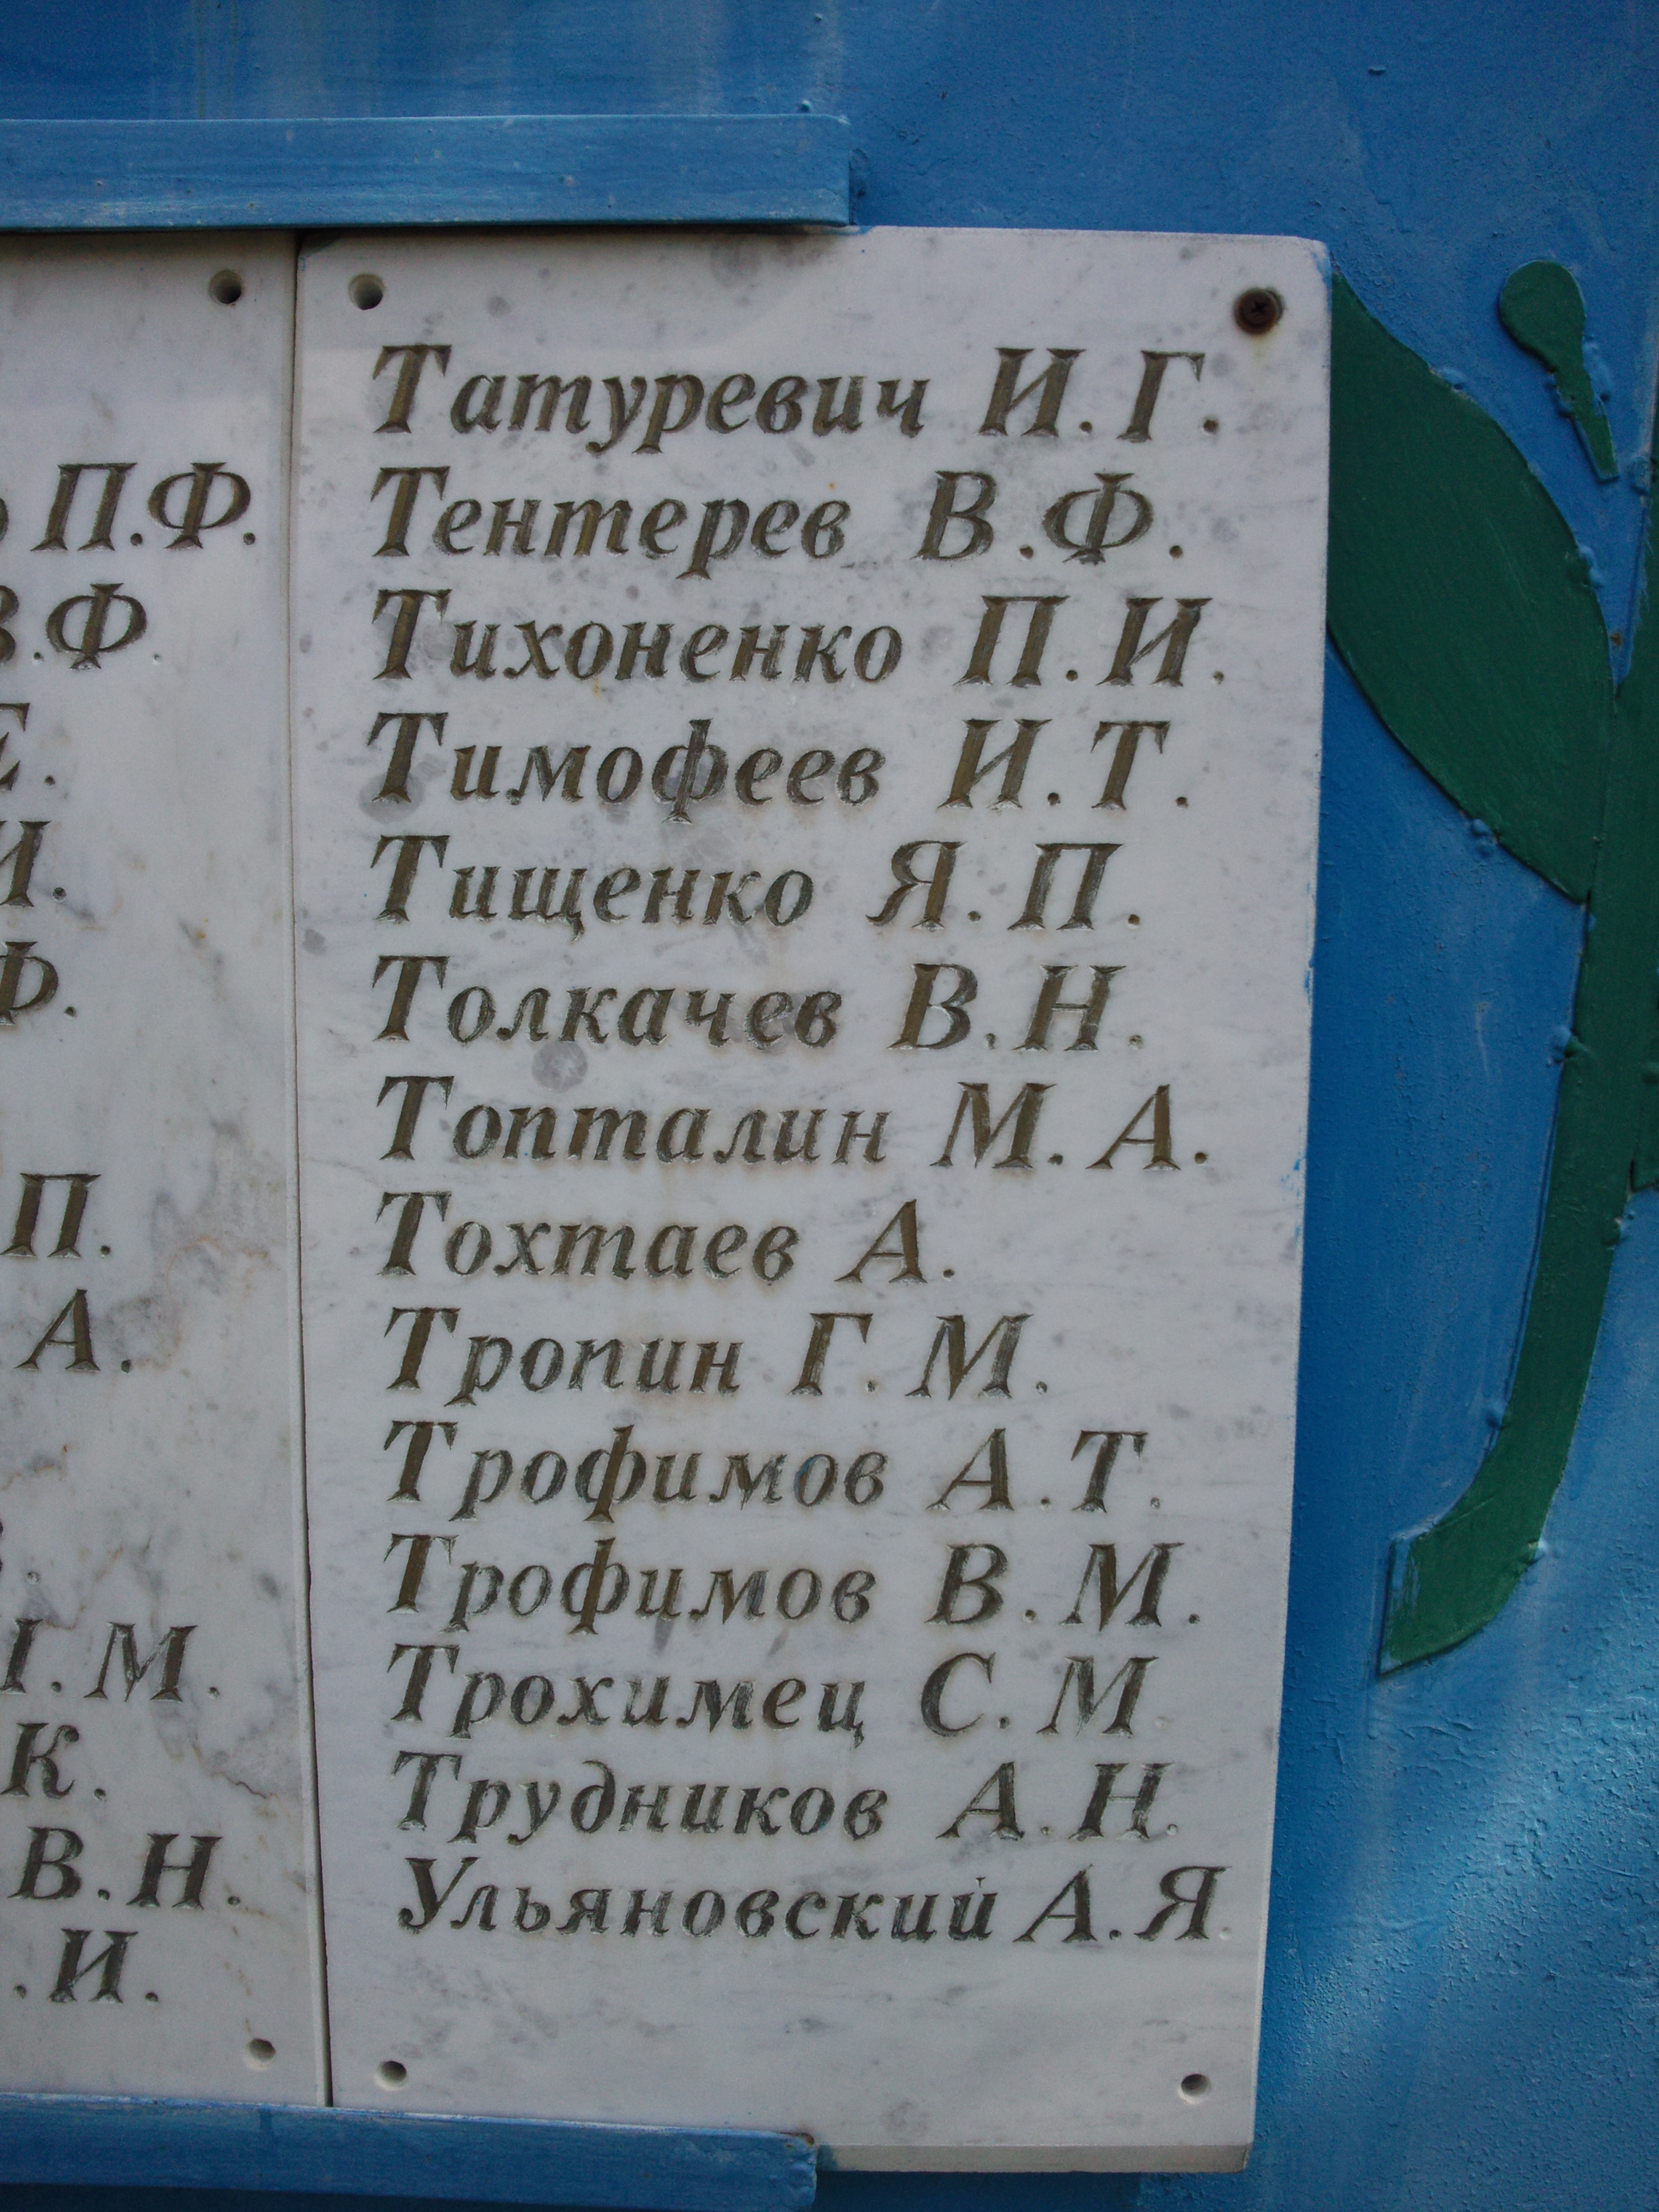 П.Ф.
В.Ф.
Е.
И.
Ф.
П.
А.
М.
К.
В.Н.
И.
Татуревич И.Г.
Тентерев В.Ф.
Тихоненко П.И.
Тимофеев И.Т.
Тищенко Я.П.
Толкачев В.Н.
Топталин М.А.
Тохтаев А.
Тропин Г.М.
Трофимов А.Т.
Трофимов В.М.
Трохимец С.М
Трудников А.Н.
Ульяновский А.Я.